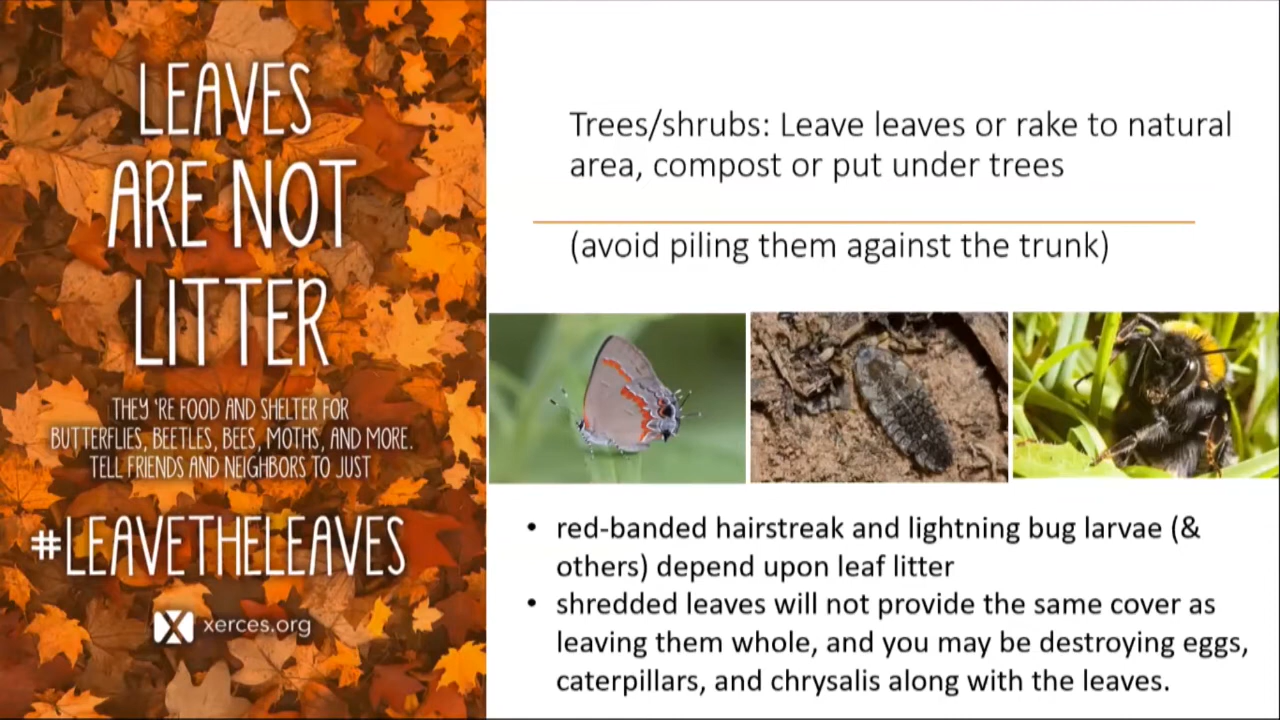 LEAVES
ARE NOT
LITTER
THEY 'RE FOOD AND SHELTER FOR
BUTTERFLIES, BEETLES, BEES, MOTHS, AND MORE.
TELL FRIENDS AND NEIGHBORS TO JUST
#LEAVETHELEAVES
xerces.org
Trees/shrubs: Leave leaves or rake to natural
area, compost or put under trees
(avoid piling them against the trunk)
• red-banded hairstreak and lightning bug larvae (&
others) depend upon leaf litter
• shredded leaves will not provide the same cover as
leaving them whole, and you may be destroying eggs,
caterpillars, and chrysalis along with the leaves.